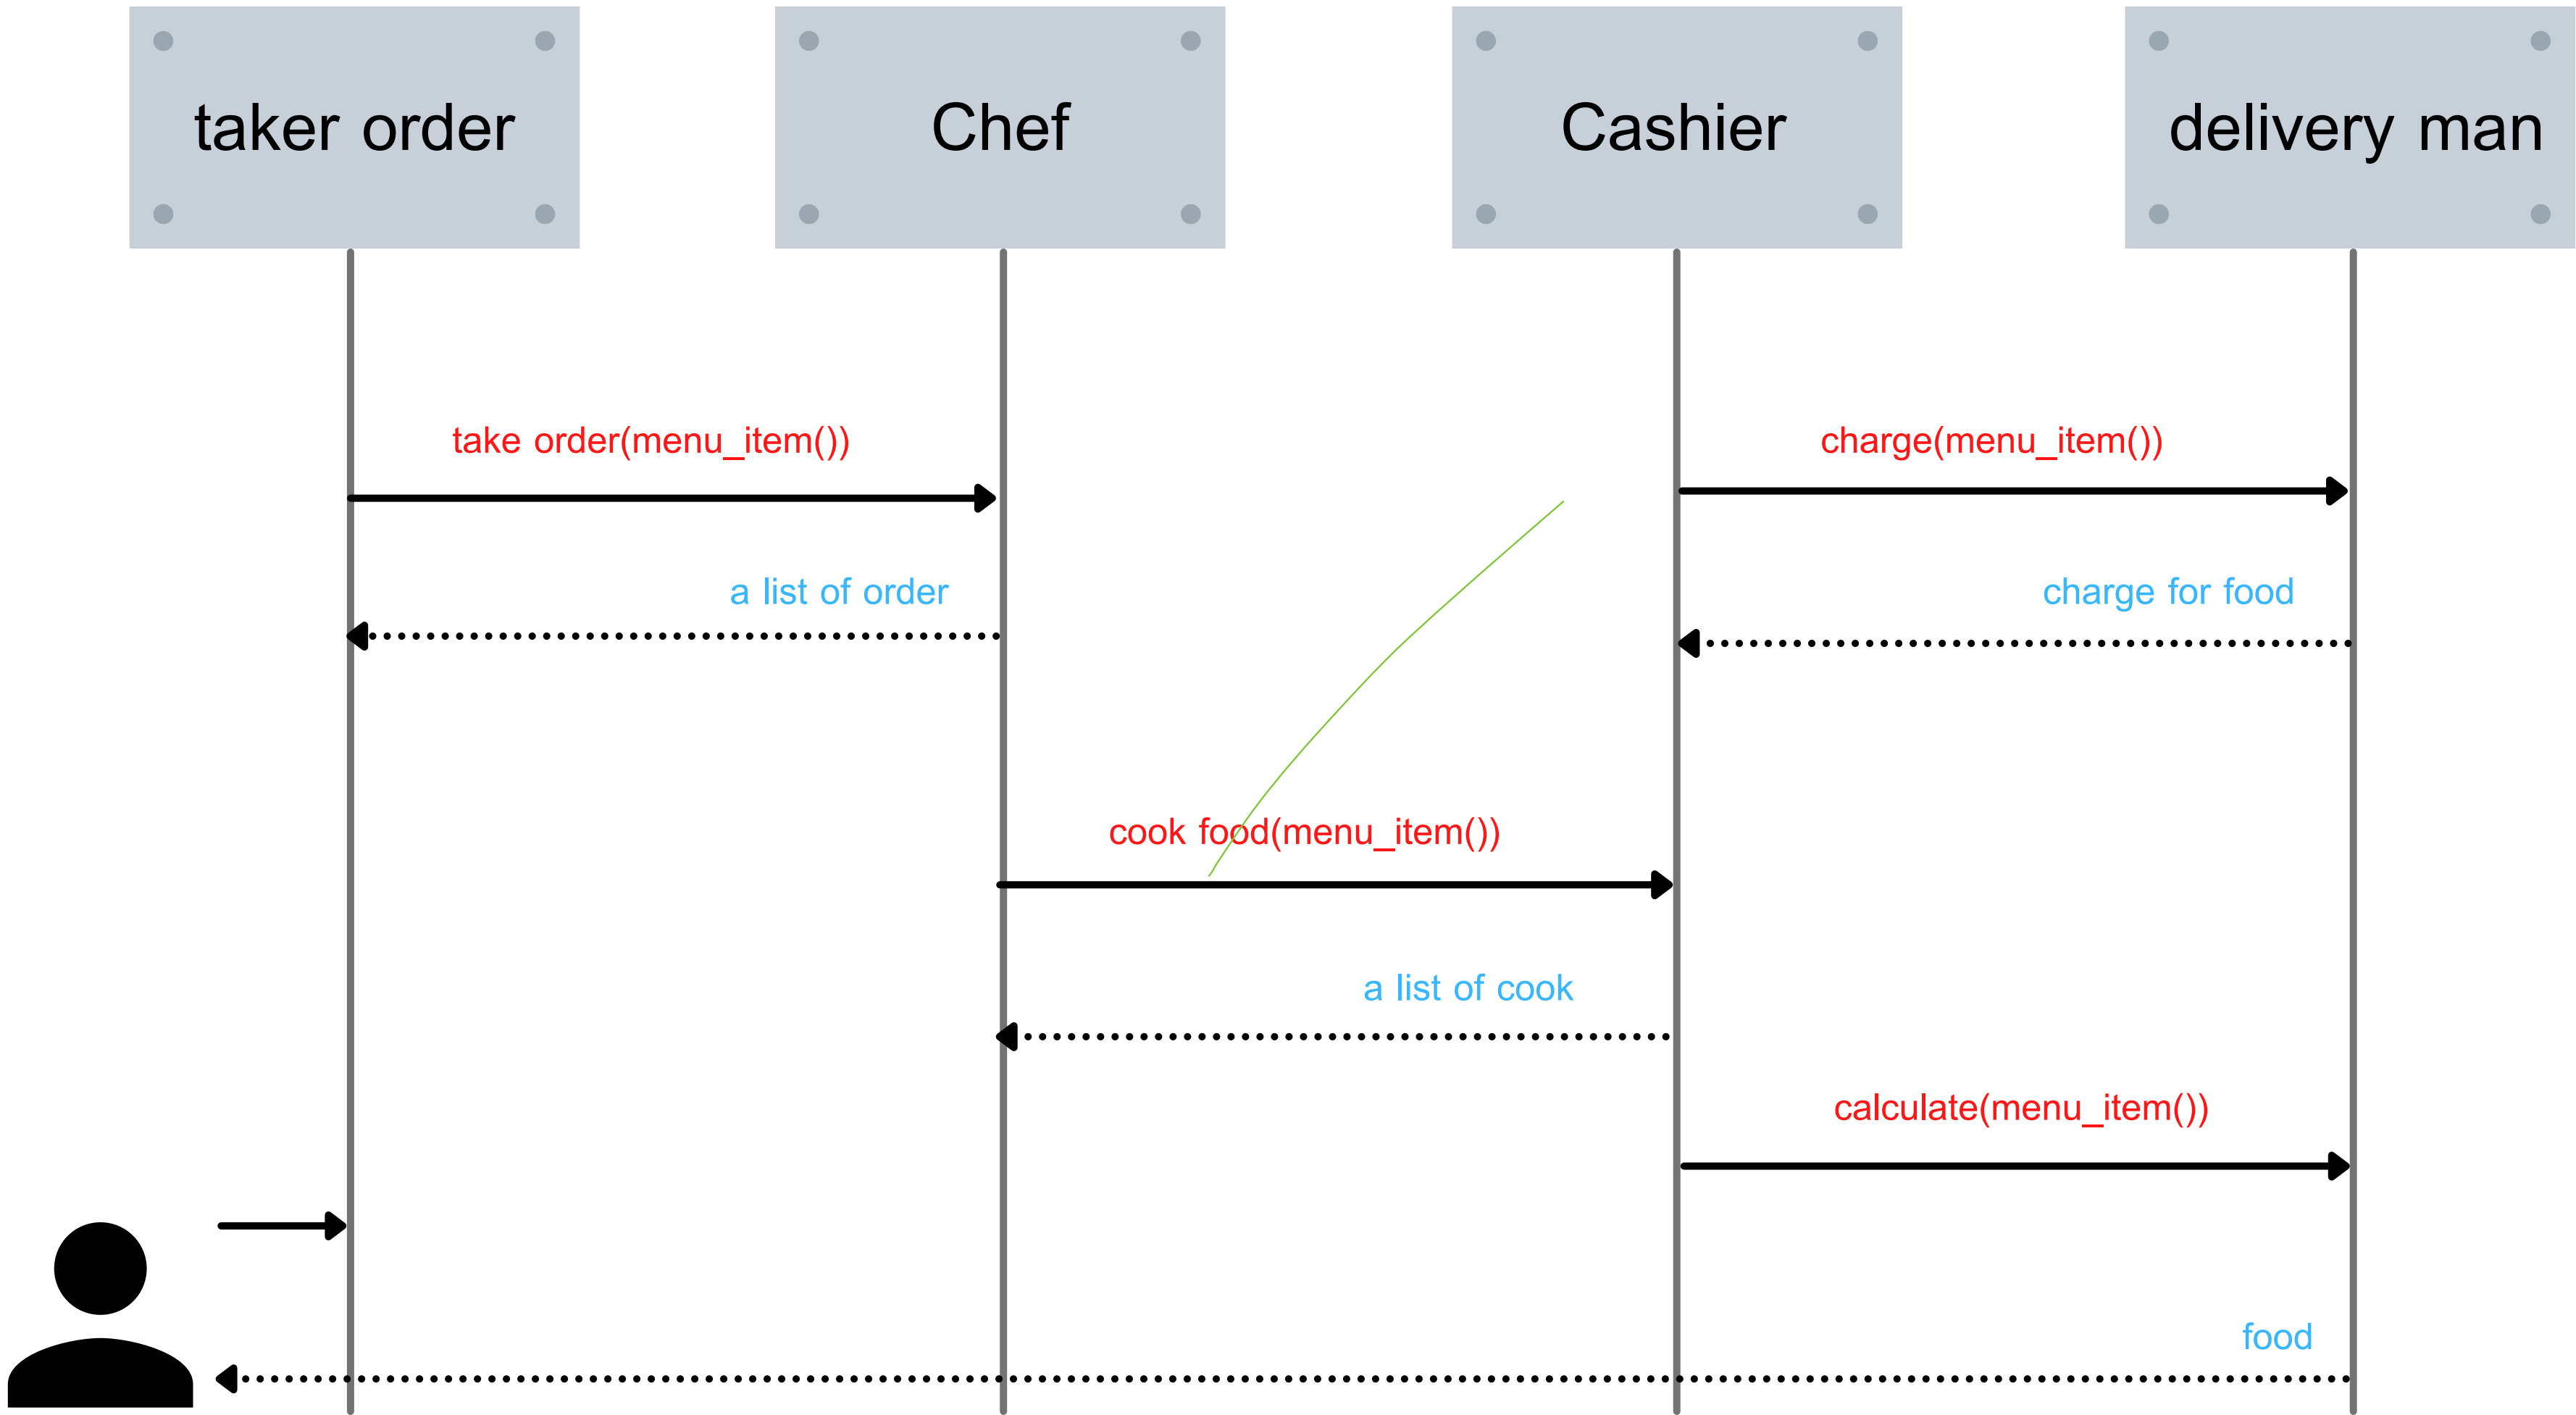 taker order
Chef
Cashier
delivery man
take order(menu_item())
charge(menu_item())
a list of order
charge for food
cook food(menu_item())
a list of cook
calculate(menu_item())
food